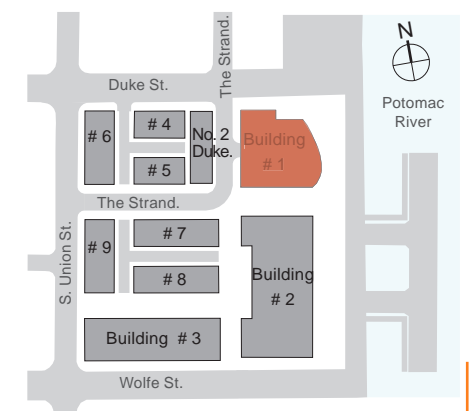 N
The Strand.
Duke St.
Potomac
River
# 6
# 4
No. 2
Duke.
# 5
Building
# 1
The Strand.
S. Union St.
# 9
# 7
# 8
Building
# 2
Building # 3
Wolfe St.